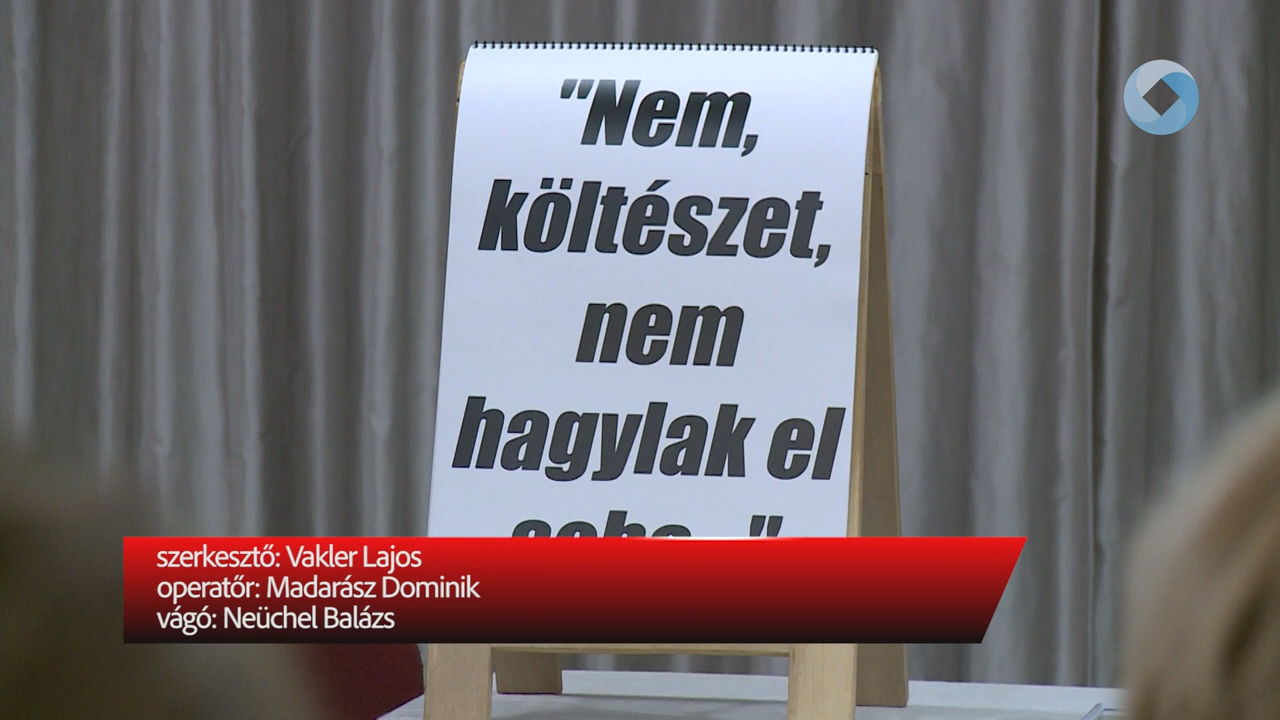 "Nem,
költészet,
nem
hagylak el
szerkesztő: Vakler Lajos
operatőr: Madarász Dominik
vágó: Neüchel Balázs